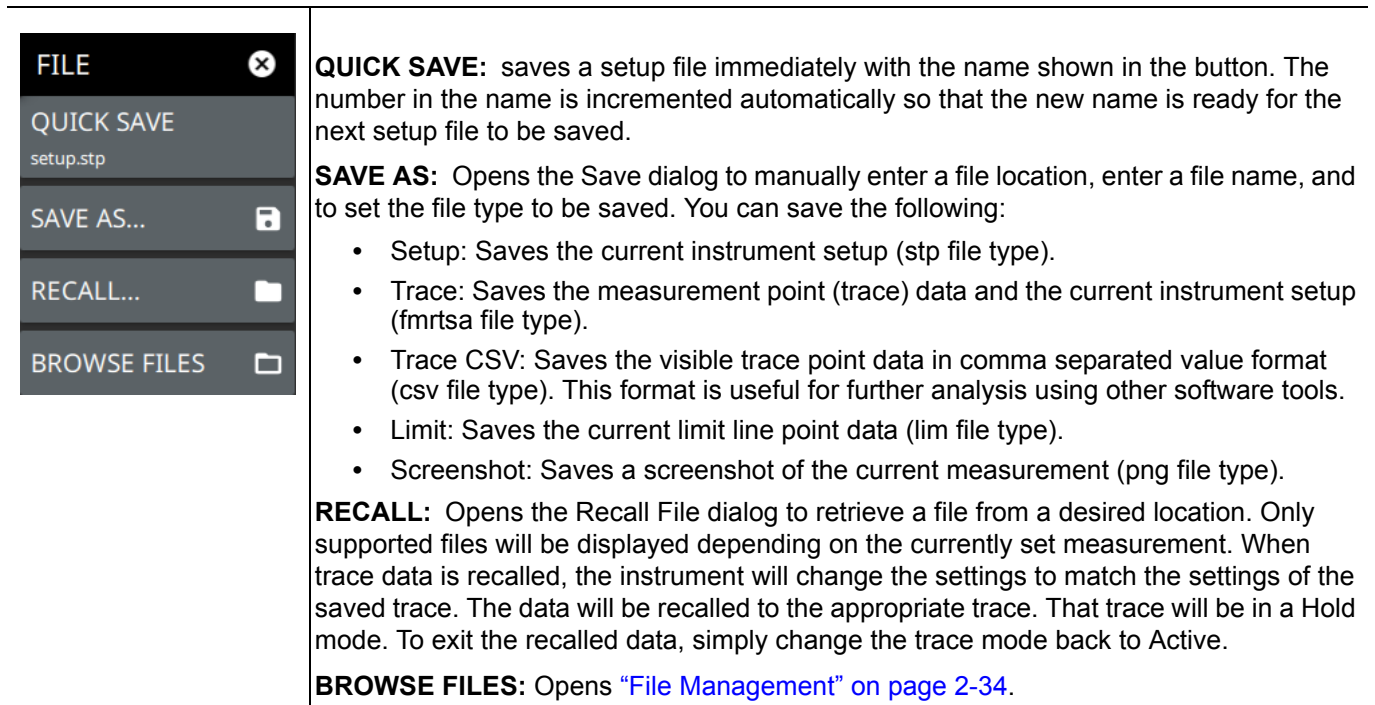 FILE
QUICK SAVE
setup.stp
SAVE AS...
RECALL...
BROWSE FILES
QUICK SAVE: saves a setup file immediately with the name shown in the button. The
number in the name is incremented automatically so that the new name is ready for the
next setup file to be saved.
SAVE AS: Opens the Save dialog to manually enter a file location, enter a file name, and
to set the file type to be saved. You can save the following:
• Setup: Saves the current instrument setup (stp file type).
• Trace: Saves the measurement point (trace) data and the current instrument setup
(fmrtsa file type).
• Trace CSV: Saves the visible trace point data in comma separated value format
(csv file type). This format is useful for further analysis using other software tools.
• Limit: Saves the current limit line point data (lim file type).
• Screenshot: Saves a screenshot of the current measurement (png file type).
RECALL: Opens the Recall File dialog to retrieve a file from a desired location. Only
supported files will be displayed depending on the currently set measurement. When
trace data is recalled, the instrument will change the settings to match the settings of the
saved trace. The data will be recalled to the appropriate trace. That trace will be in a Hold
mode. To exit the recalled data, simply change the trace mode back to Active.
BROWSE FILES: Opens “File Management” on page 2-34.